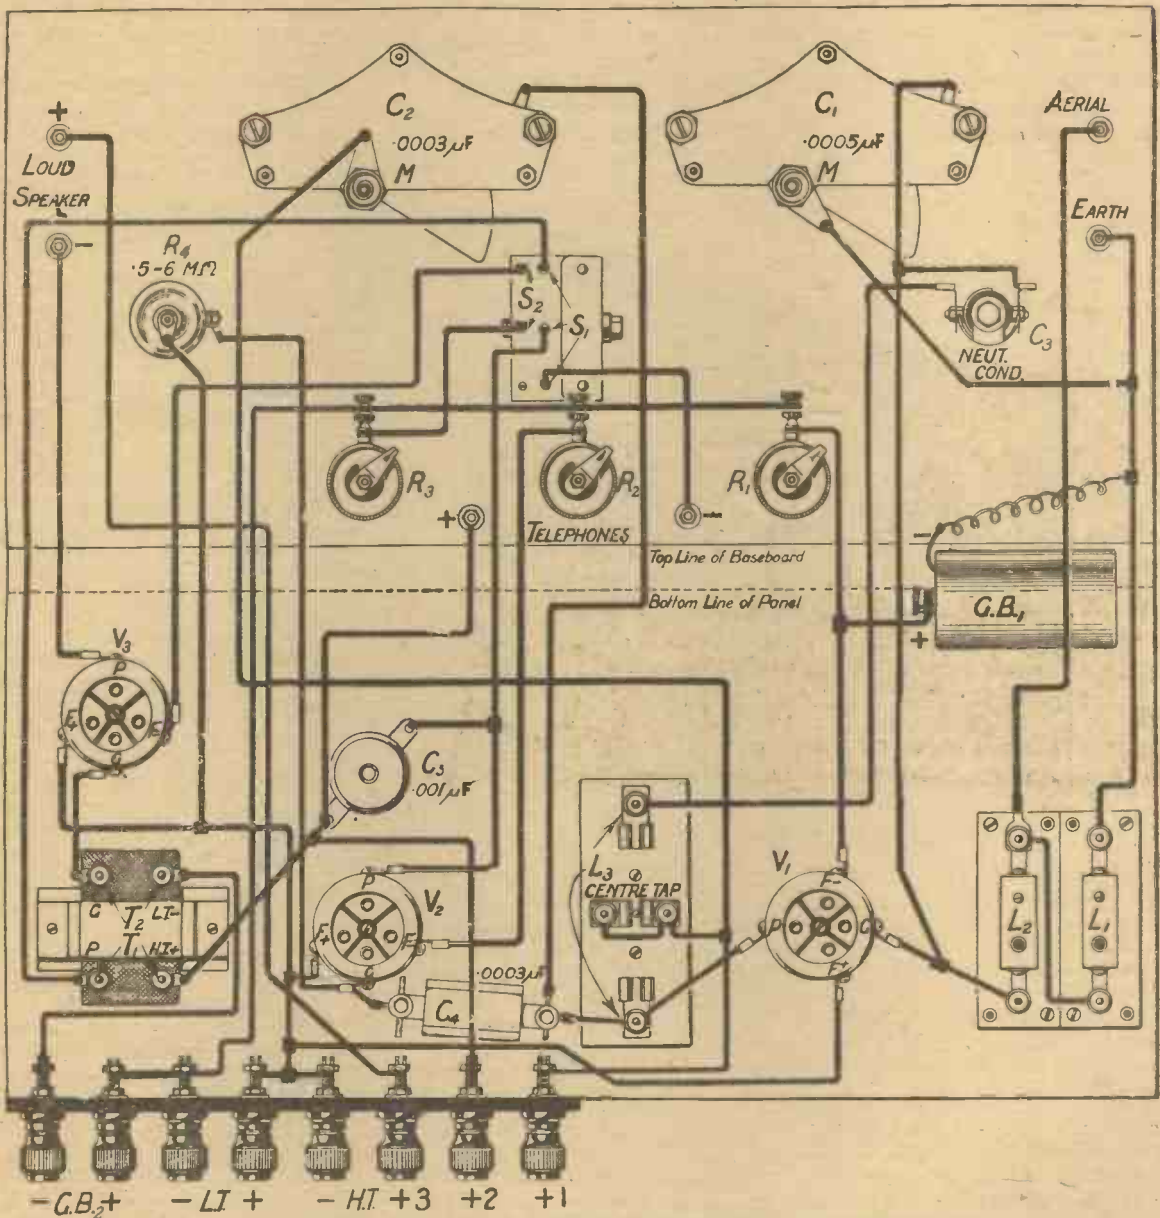 +
LOUD
SPEAKER
-
C2
.0003μF
M
C1
.0005μF
M
AERIAL
EARTH
R4
.5-6 MΩ
S2
S1
NEUT.
COND.
C3
R3
R2
R1
+
TELEPHONES
-
Top Line of Baseboard
Bottom Line of Panel
-
G.B.1
+
V3
P
F+
F-
G
C5
.001μF
L3
CENTRE TAP
V1
F-
P
G
F+
V2
P
F+
F-
G
G
T2
LT-
P
T1
HT+
.0003μF
C4
L2
L1
- G.B.2 +
- L.T. +
- H.T. +3
+2
+1